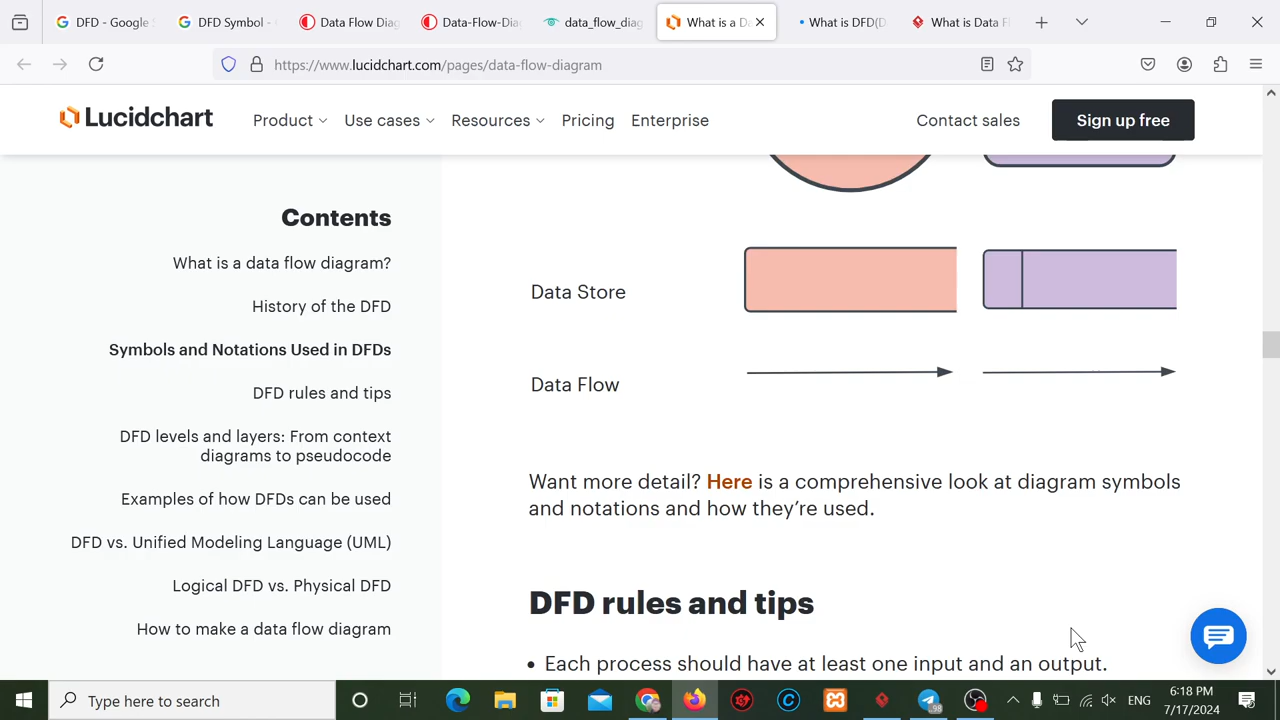 DFD - Google
DFD Symbol -
Data Flow Diag
Data-Flow-Dia
data_flow_diag
What is a Da
What is DFD(D
What is Data F
https://www.lucidchart.com/pages/data-flow-diagram
Lucidchart
Product
Use cases
Resources
Pricing
Enterprise
Contact sales
Sign up free
Contents
What is a data flow diagram?
History of the DFD
Symbols and Notations Used in DFDs
DFD rules and tips
DFD levels and layers: From context
diagrams to pseudocode
Examples of how DFDs can be used
DFD vs. Unified Modeling Language (UML)
Logical DFD vs. Physical DFD
How to make a data flow diagram
Data Store
Data Flow
Want more detail? Here is a comprehensive look at diagram symbols
and notations and how they’re used.
DFD rules and tips
• Each process should have at least one input and an output.
Type here to search
98
ENG
6:18 PM
7/17/2024